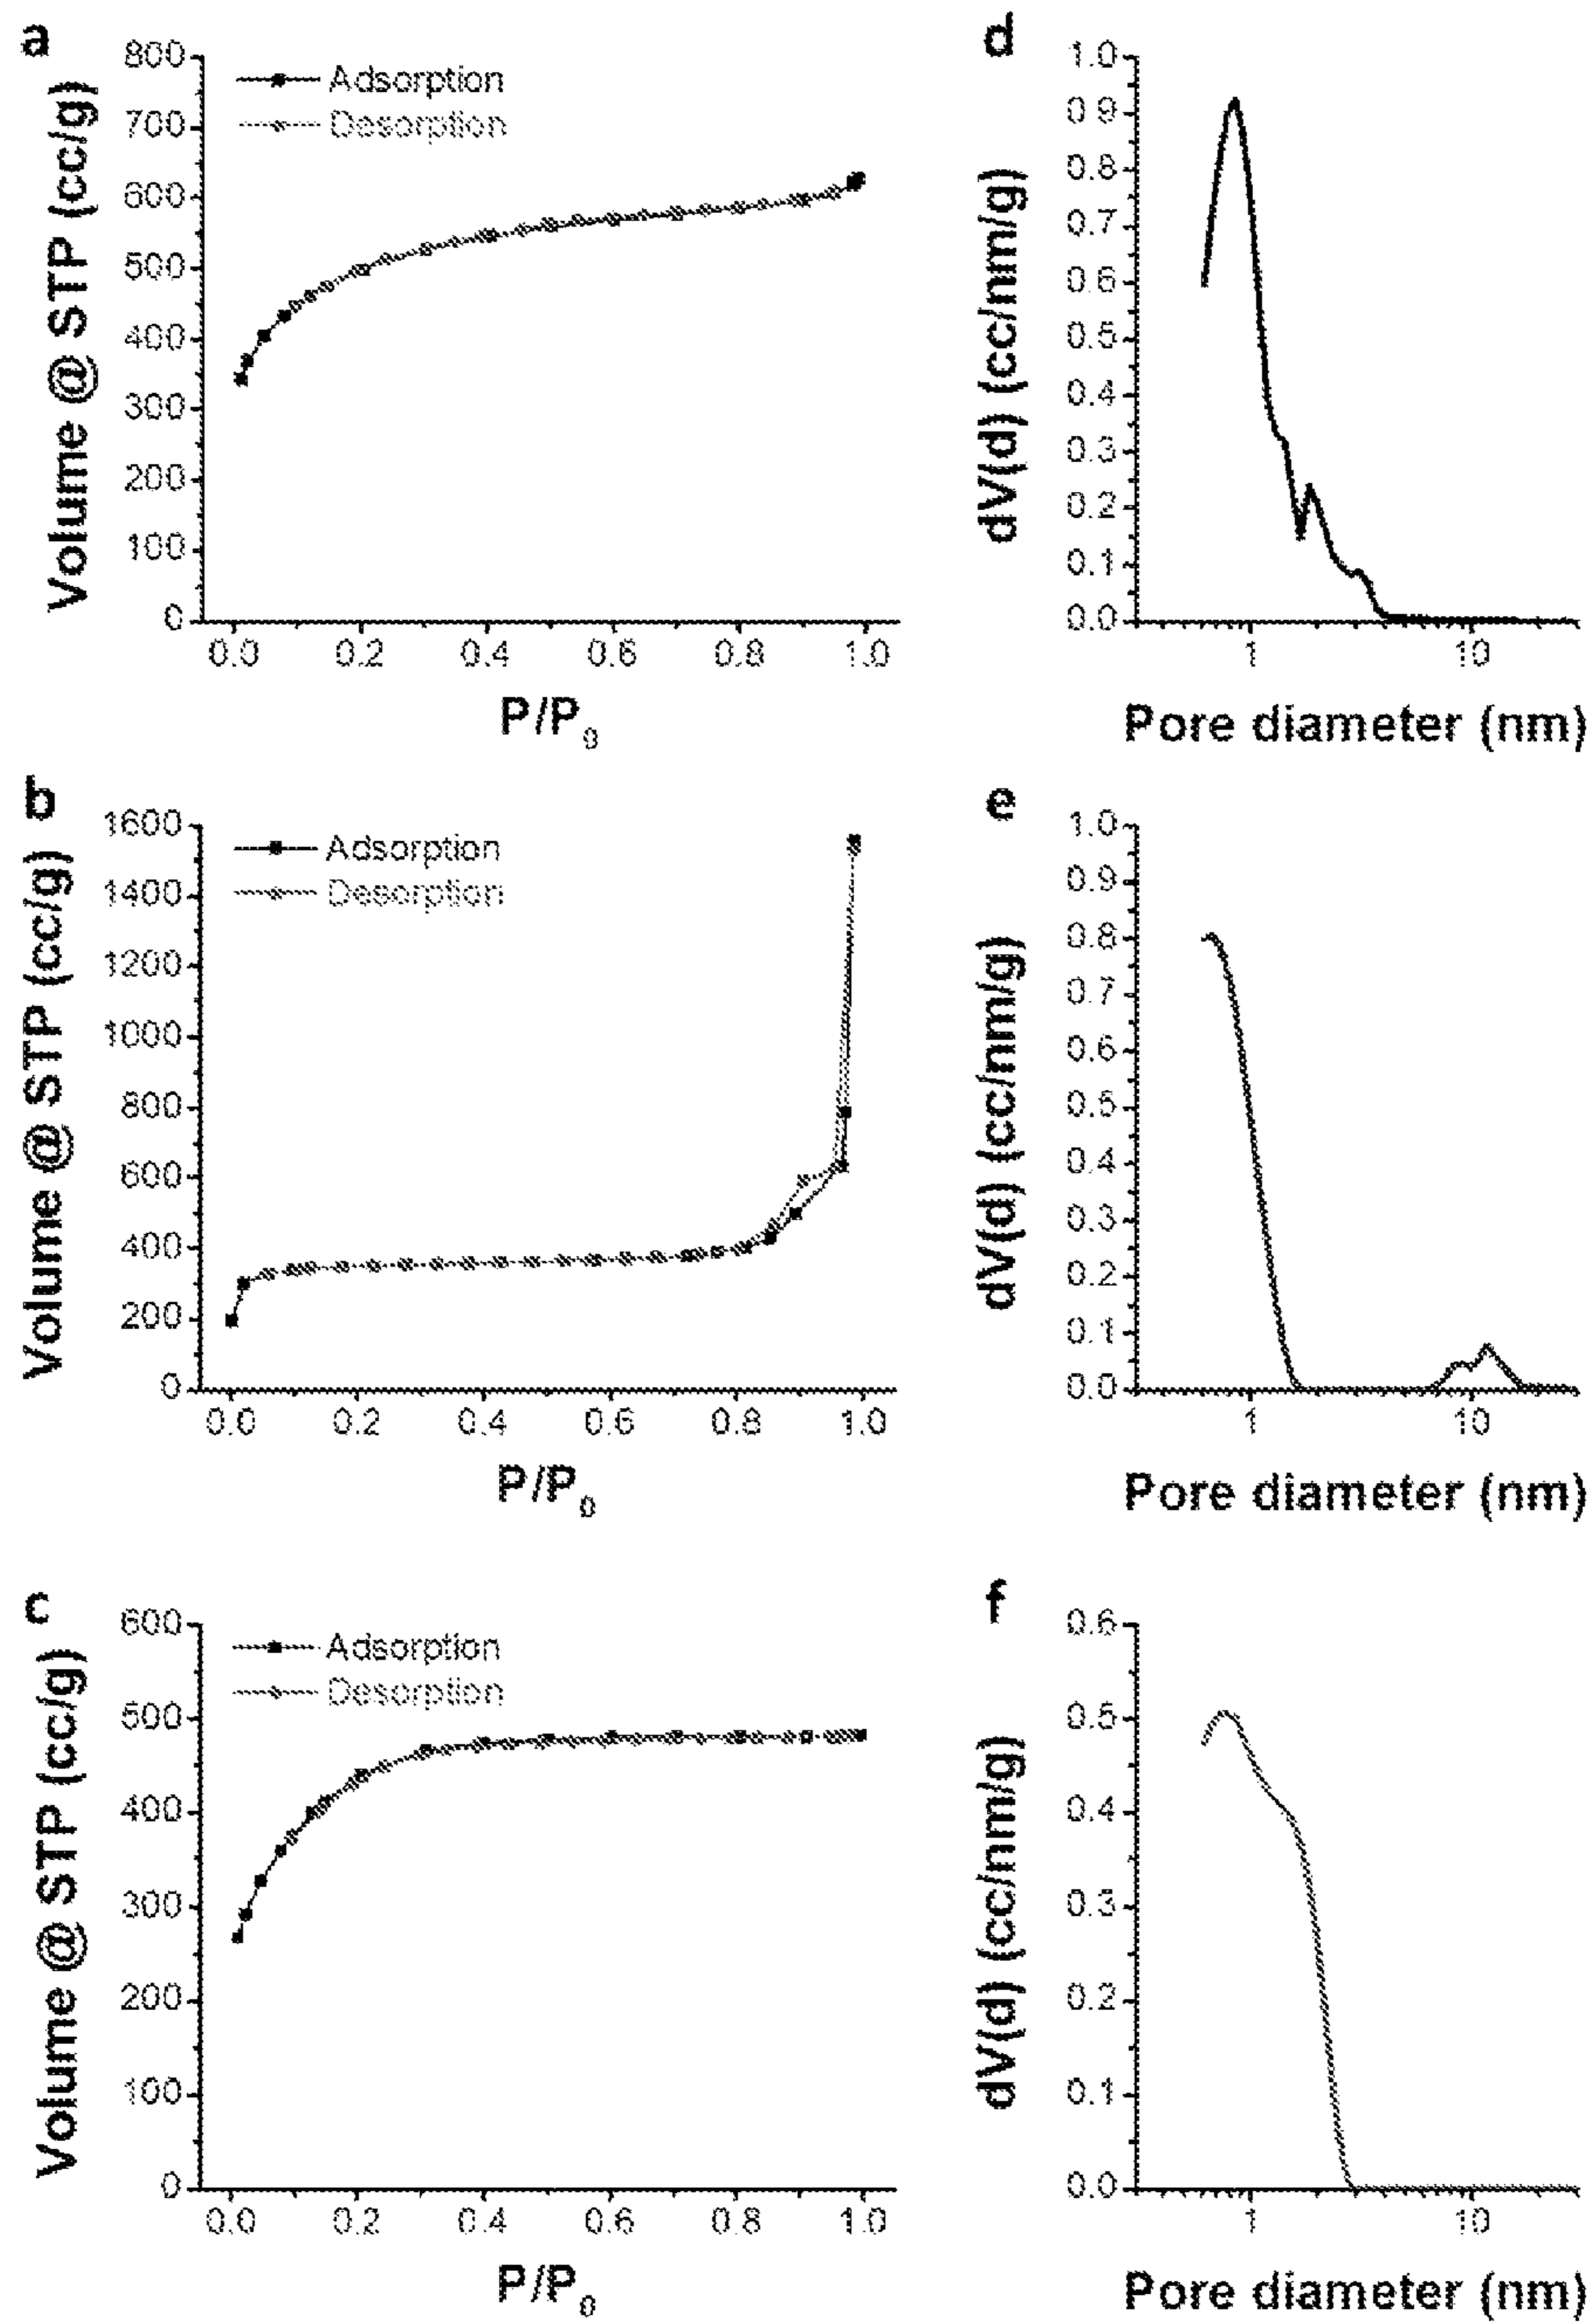 a
Volume @ STP (cc/g)
800
700
600
500
400
300
200
100
0
Adsorption
Desorption
0.0 0.2 0.4 0.6 0.8 1.0
P/P0
d
dV(d) (cc/nm/g)
1.0
0.9
0.8
0.7
0.6
0.5
0.4
0.3
0.2
0.1
0.0
1 10
Pore diameter (nm)
b
Volume @ STP (cc/g)
1600
1400
1200
1000
800
600
400
200
0
Adsorption
Desorption
0.0 0.2 0.4 0.6 0.8 1.0
P/P0
e
dV(d) (cc/nm/g)
1.0
0.9
0.8
0.7
0.6
0.5
0.4
0.3
0.2
0.1
0.0
1 10
Pore diameter (nm)
c
Volume @ STP (cc/g)
600
500
400
300
200
100
0
Adsorption
Desorption
0.0 0.2 0.4 0.6 0.8 1.0
P/P0
f
dV(d) (cc/nm/g)
0.6
0.5
0.4
0.3
0.2
0.1
0.0
1 10
Pore diameter (nm)